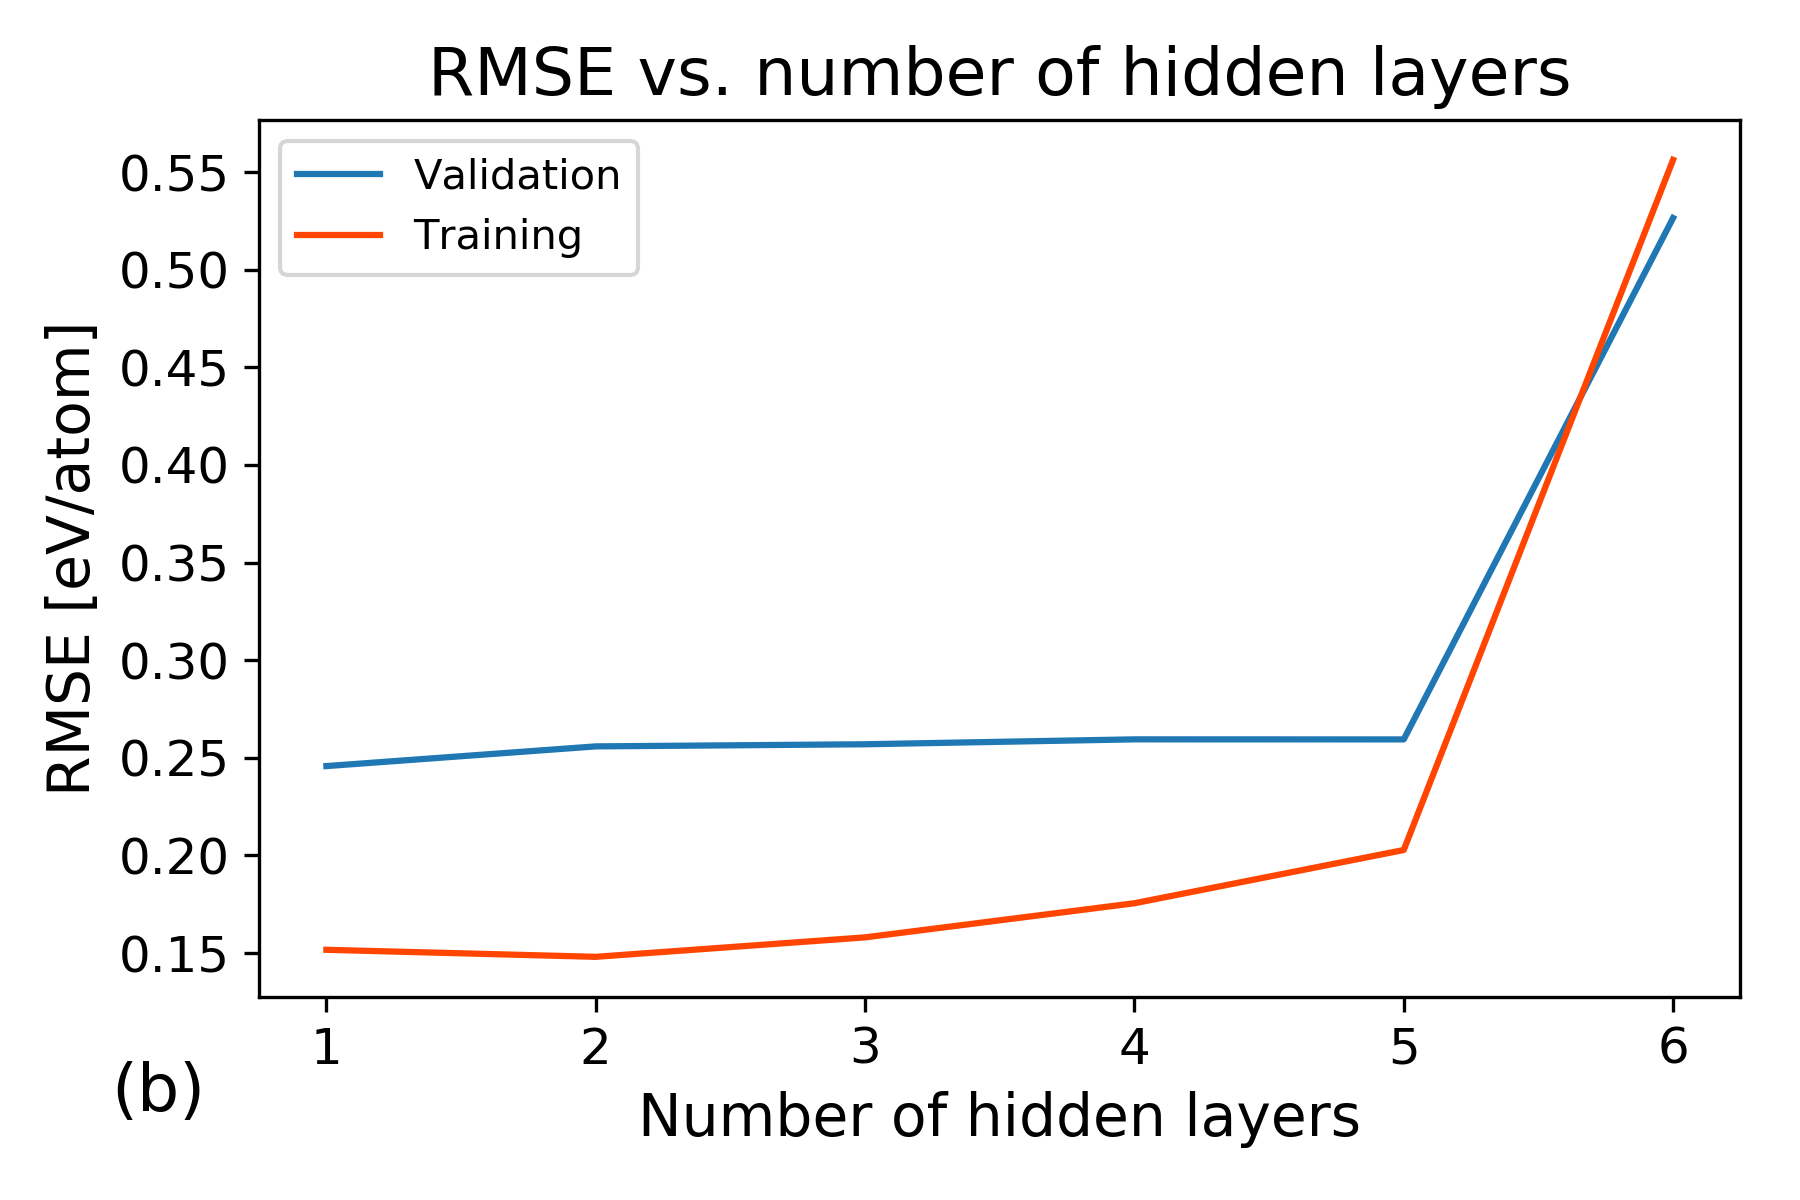 RMSE vs. number of hidden layers
Validation
Training
RMSE [eV/atom]
0.55
0.50
0.45
0.40
0.35
0.30
0.25
0.20
0.15
1 2 3 4 5 6
Number of hidden layers
(b)